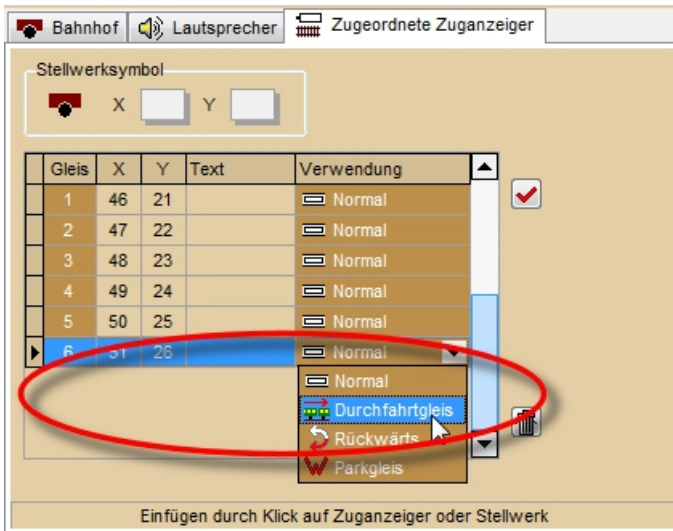 Bahnhof Lautsprecher Zugeordnete Zuganzeiger
Stellwerksymbol
X Y
Gleis X Y Text Verwendung
1 46 21 Normal
2 47 22 Normal
3 48 23 Normal
4 49 24 Normal
5 50 25 Normal
6 51 26 Normal
Normal
Durchfahrtgleis
Rückwärts
Parkgleis
Einfügen durch Klick auf Zuganzeiger oder Stellwerk